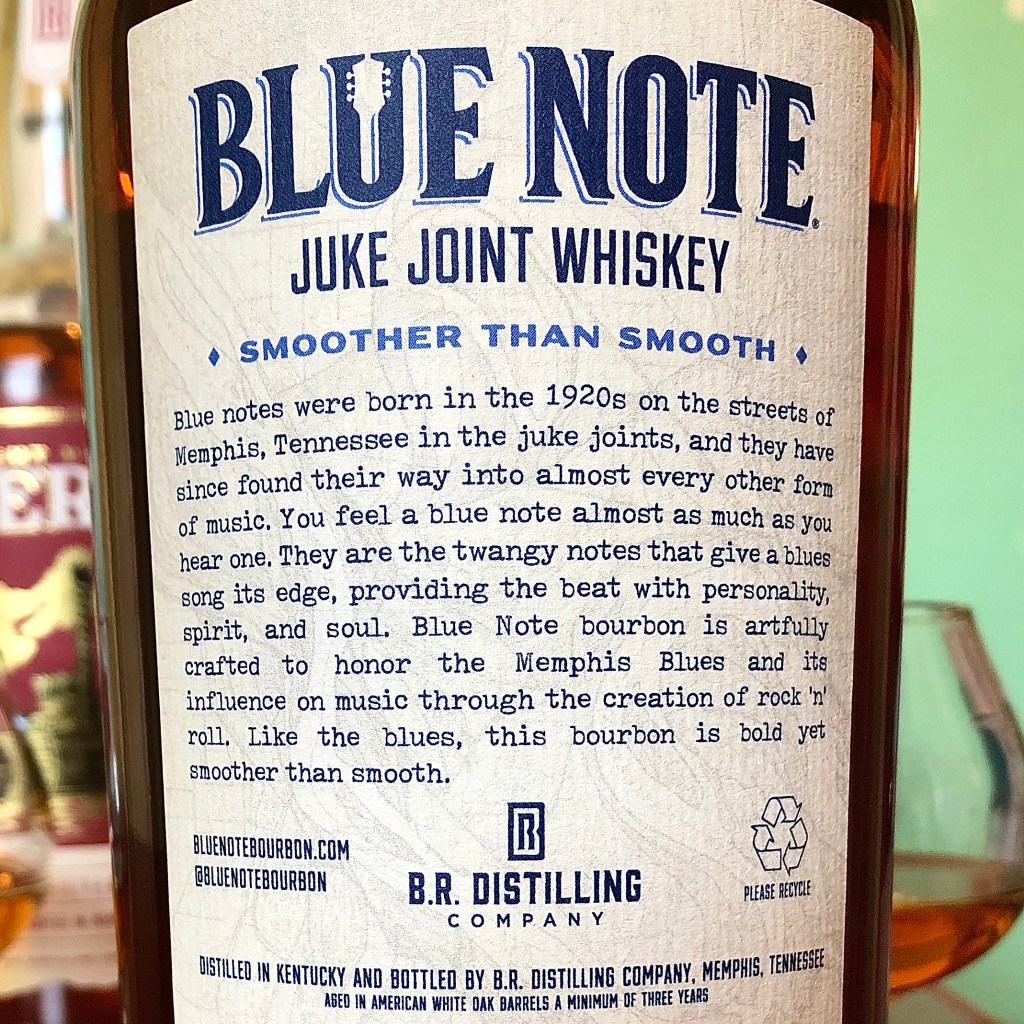 BLUE NOTE®
JUKE JOINT WHISKEY
SMOOTHER THAN SMOOTH
Blue notes were born in the 1920s on the streets of
Memphis, Tennessee in the juke joints, and they have
since found their way into almost every other form
of music. You feel a blue note almost as much as you
hear one. They are the twangy notes that give a blues
song its edge, providing the beat with personality,
spirit, and soul. Blue Note bourbon is artfully
crafted to honor the Memphis Blues and its
influence on music through the creation of rock 'n'
roll. Like the blues, this bourbon is bold yet
smoother than smooth.
BLUENOTEBOURBON.COM
@BLUENOTEBOURBON
B.R. DISTILLING
COMPANY
PLEASE RECYCLE
DISTILLED IN KENTUCKY AND BOTTLED BY B.R. DISTILLING COMPANY, MEMPHIS, TENNESSEE
AGED IN AMERICAN WHITE OAK BARRELS A MINIMUM OF THREE YEARS